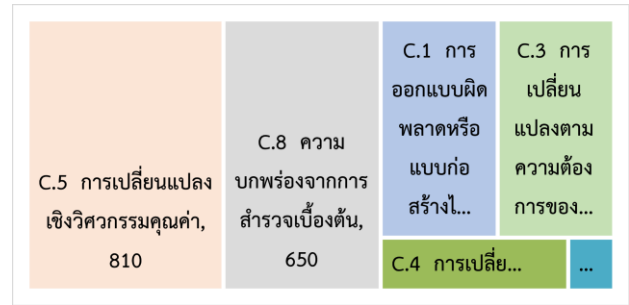 C.5 การเปลี่ยนแปลง
เชิงวิศวกรรมคุณค่า,
810
C.8 ความ
บกพร่องจากการ
สำรวจเบื้องต้น,
650
C.1 การ
ออกแบบผิด
พลาดหรือ
แบบก่อ
สร้างไ...
C.3 การ
เปลี่ยน
แปลงตาม
ความต้อง
การของ...
C.4 การเปลี่ย...
...